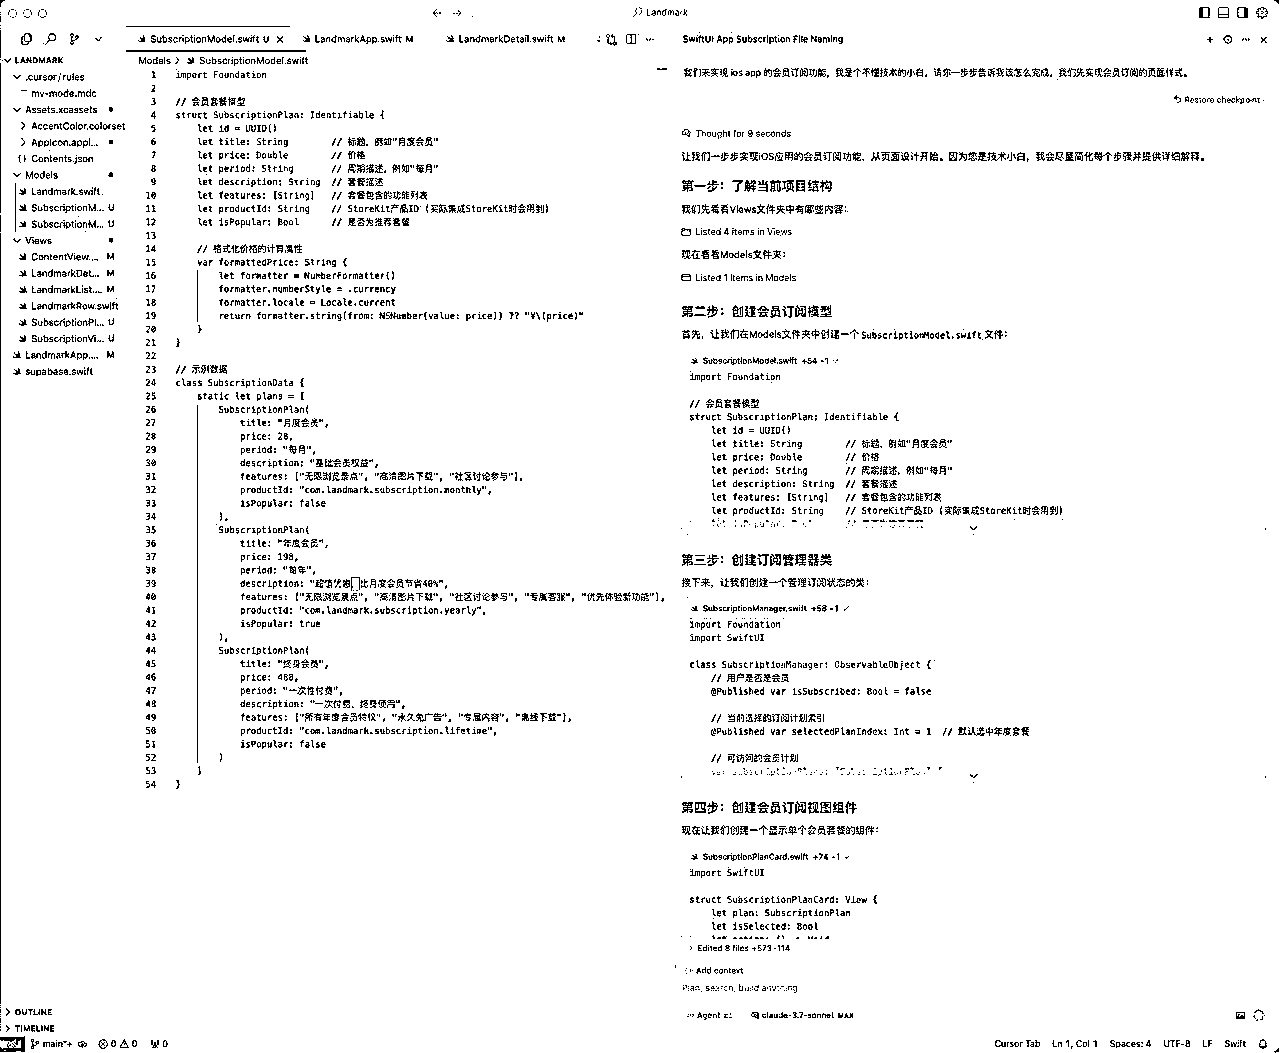 Landmark
SubscriptionModel.swift U ×
LandmarkApp.swift M
LandmarkDetail.swift M
SwiftUI App Subscription File Naming
LANDMARK
.cursor/rules
mv-mode.mdc
Assets.xcassets
AccentColor.colorset
AppIcon.appi...
Contents.json
Models
Landmark.swift
SubscriptionM... U
SubscriptionM... U
Views
ContentView.... M
LandmarkDet... M
LandmarkList... M
LandmarkRow.swift
SubscriptionPl... U
SubscriptionVi... U
LandmarkApp.... M
supabase.swift
OUTLINE
TIMELINE
Models > SubscriptionModel.swift
1 import Foundation
2
3 // 会员套餐模型
4 struct SubscriptionPlan: Identifiable {
5 let id = UUID()
6 let title: String // 标题，例如"月度会员"
7 let price: Double // 价格
8 let period: String // 周期描述，例如"每月"
9 let description: String // 套餐描述
10 let features: [String] // 套餐包含的功能列表
11 let productId: String // StoreKit产品ID（实际集成StoreKit时会用到）
12 let isPopular: Bool // 是否为推荐套餐
13
14 // 格式化价格的计算属性
15 var formattedPrice: String {
16 let formatter = NumberFormatter()
17 formatter.numberStyle = .currency
18 formatter.locale = Locale.current
19 return formatter.string(from: NSNumber(value: price)) ?? "¥\(price)"
20 }
21 }
22
23 // 示例数据
24 class SubscriptionData {
25 static let plans = [
26 SubscriptionPlan(
27 title: "月度会员",
28 price: 28,
29 period: "每月",
30 description: "基础会员权益",
31 features: ["无限浏览景点", "高清图片下载", "社区讨论参与"],
32 productId: "com.landmark.subscription.monthly",
33 isPopular: false
34 ),
35 SubscriptionPlan(
36 title: "年度会员",
37 price: 198,
38 period: "每年",
39 description: "超值优惠，比月度会员节省40%",
40 features: ["无限浏览景点", "高清图片下载", "社区讨论参与", "专属客服", "优先体验新功能"],
41 productId: "com.landmark.subscription.yearly",
42 isPopular: true
43 ),
44 SubscriptionPlan(
45 title: "终身会员",
46 price: 488,
47 period: "一次性付费",
48 description: "一次付费，终身使用",
49 features: ["所有年度会员特权", "永久免广告", "专属内容", "离线下载"],
50 productId: "com.landmark.subscription.lifetime",
51 isPopular: false
52 )
53 ]
54 }
我们来实现 ios app 的会员订阅功能，我是个不懂技术的小白，请你一步步告诉我该怎么完成。我们先实现会员订阅的页面样式。
Restore checkpoint
Thought for 9 seconds
让我们一步步实现iOS应用的会员订阅功能，从页面设计开始。因为您是技术小白，我会尽量简化每个步骤并提供详细解释。
第一步：了解当前项目结构
我们先看看Views文件夹中有哪些内容：
Listed 4 items in Views
现在看看Models文件夹：
Listed 1 items in Models
第二步：创建会员订阅模型
首先，让我们在Models文件夹中创建一个SubscriptionModel.swift文件：
SubscriptionModel.swift +54 -1
import Foundation
// 会员套餐模型
struct SubscriptionPlan: Identifiable {
let id = UUID()
let title: String // 标题，例如"月度会员"
let price: Double // 价格
let period: String // 周期描述，例如"每月"
let description: String // 套餐描述
let features: [String] // 套餐包含的功能列表
let productId: String // StoreKit产品ID（实际集成StoreKit时会用到）
第三步：创建订阅管理器类
接下来，让我们创建一个管理订阅状态的类：
SubscriptionManager.swift +58 -1
import Foundation
import SwiftUI
class SubscriptionManager: ObservableObject {
// 用户是否是会员
@Published var isSubscribed: Bool = false
// 当前选择的订阅计划索引
@Published var selectedPlanIndex: Int = 1 // 默认选中年度套餐
// 可访问的会员计划
第四步：创建会员订阅视图组件
现在让我们创建一个显示单个会员套餐的组件：
SubscriptionPlanCard.swift +74 -1
import SwiftUI
struct SubscriptionPlanCard: View {
let plan: SubscriptionPlan
let isSelected: Bool
Edited 8 files +573 -114
Add context
Plan, search, build anything
Agent
claude-3.7-sonnet MAX
main*+
0 0
0
Cursor Tab
Ln 1, Col 1
Spaces: 4
UTF-8
LF
Swift